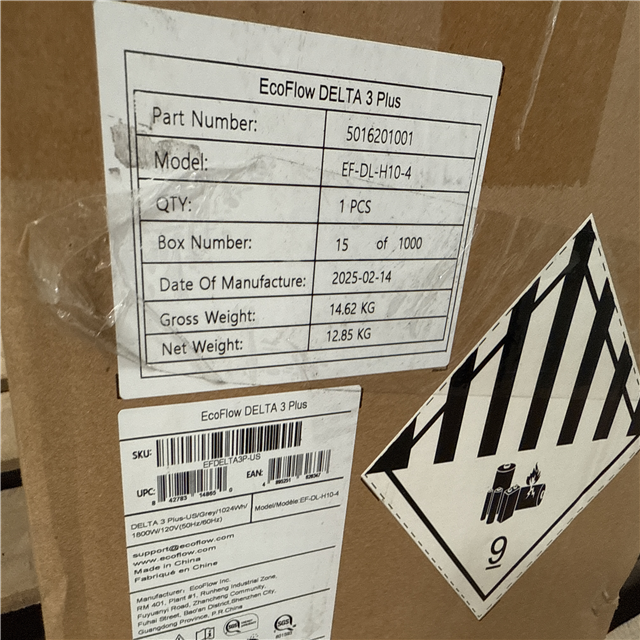 EcoFlow DELTA 3 Plus
Part Number: 5016201001
Model: EF-DL-H10-4
QTY: 1 PCS
Box Number: 15 of 1000
Date Of Manufacture: 2025-02-14
Gross Weight: 14.62 KG
Net Weight: 12.85 KG
EcoFlow DELTA 3 Plus
SKU:
EFDELTA3P-US
UPC:
EAN:
DELTA 3 Plus-US/Grey/1024Wh/
1800W/120V(50Hz/60Hz)
Model/Modèle:EF-DL-H10-4
support@ecoflow.com
www.ecoflow.com
Made in China
Fabriqué en Chine
Manufacturer: EcoFlow Inc.
RM 401, Plant #1, Runheng Industrial Zone,
Fuyuanyi Road, Zhancheng Community,
Fuhai Street, Bao'an District, Shenzhen City,
Guangdong Province, P.R.China
SGS
9